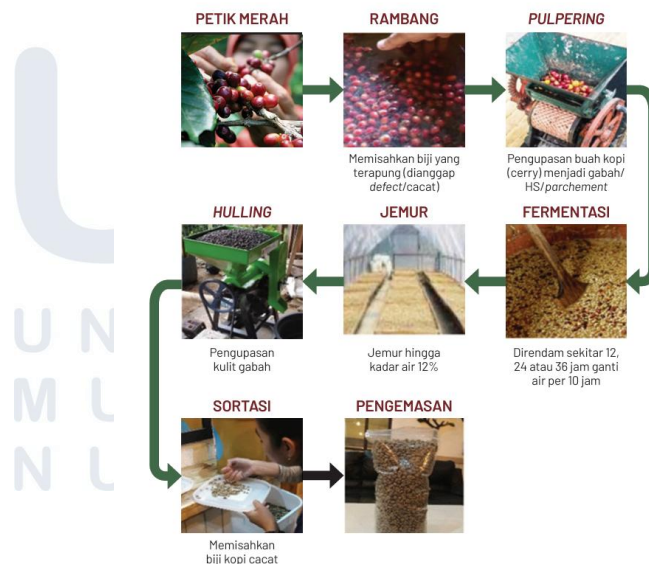 PETIK MERAH
RAMBANG
Memisahkan biji yang
terapung (dianggap
defect/cacat)
PULPERING
Pengupasan buah kopi
(cerry) menjadi gabah/
HS/parchement
FERMENTASI
Direndam sekitar 12,
24 atau 36 jam ganti
air per 10 jam
JEMUR
Jemur hingga
kadar air 12%
HULLING
Pengupasan
kulit gabah
SORTASI
Memisahkan
biji kopi cacat
PENGEMASAN
U N
M U
N U